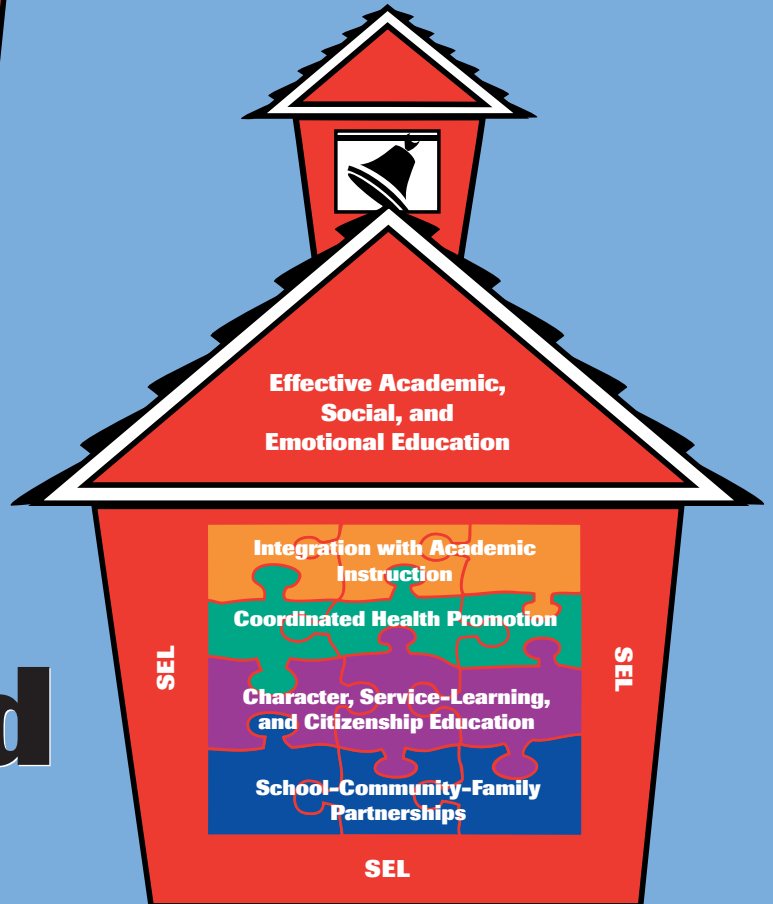 Effective Academic,
Social, and
Emotional Education
Integration with Academic
Instruction
Coordinated Health Promotion
SEL
SEL
Character, Service-Learning,
and Citizenship Education
d
School-Community-Family
Partnerships
SEL